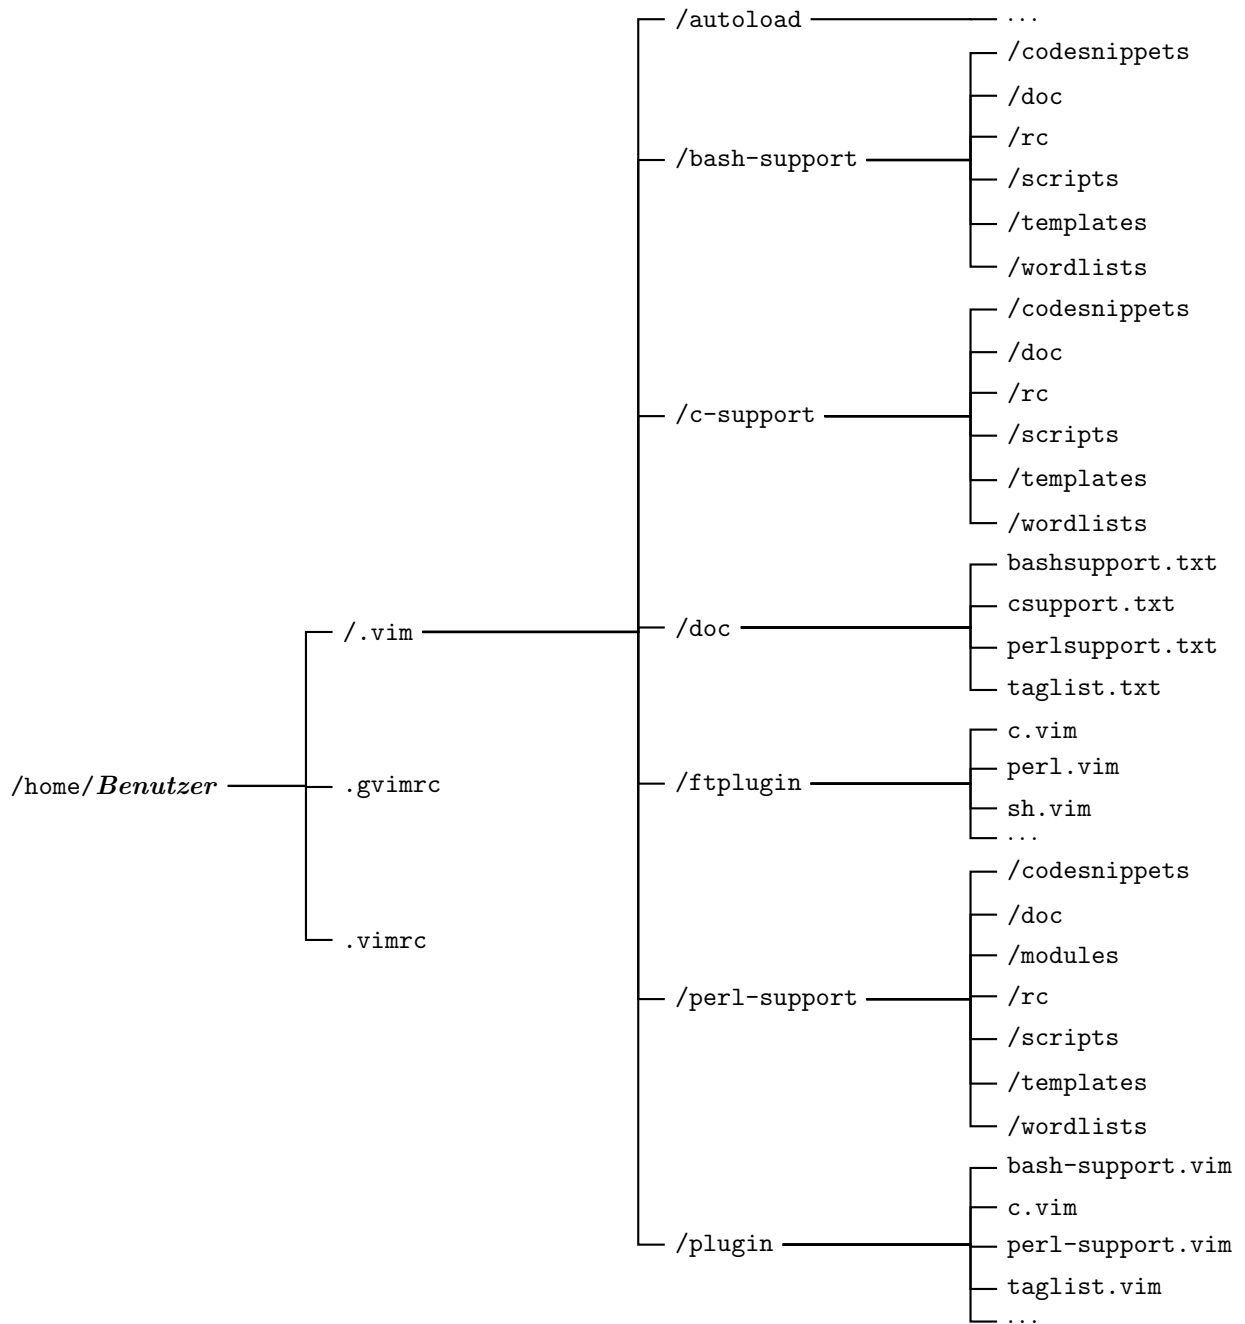 /home/Benutzer
/.vim
.gvimrc
.vimrc
/autoload
...
/bash-support
/codesnippets
/doc
/rc
/scripts
/templates
/wordlists
/c-support
/codesnippets
/doc
/rc
/scripts
/templates
/wordlists
/doc
bashsupport.txt
csupport.txt
perlsupport.txt
taglist.txt
/ftplugin
c.vim
perl.vim
sh.vim
...
/perl-support
/codesnippets
/doc
/modules
/rc
/scripts
/templates
/wordlists
/plugin
bash-support.vim
c.vim
perl-support.vim
taglist.vim
...